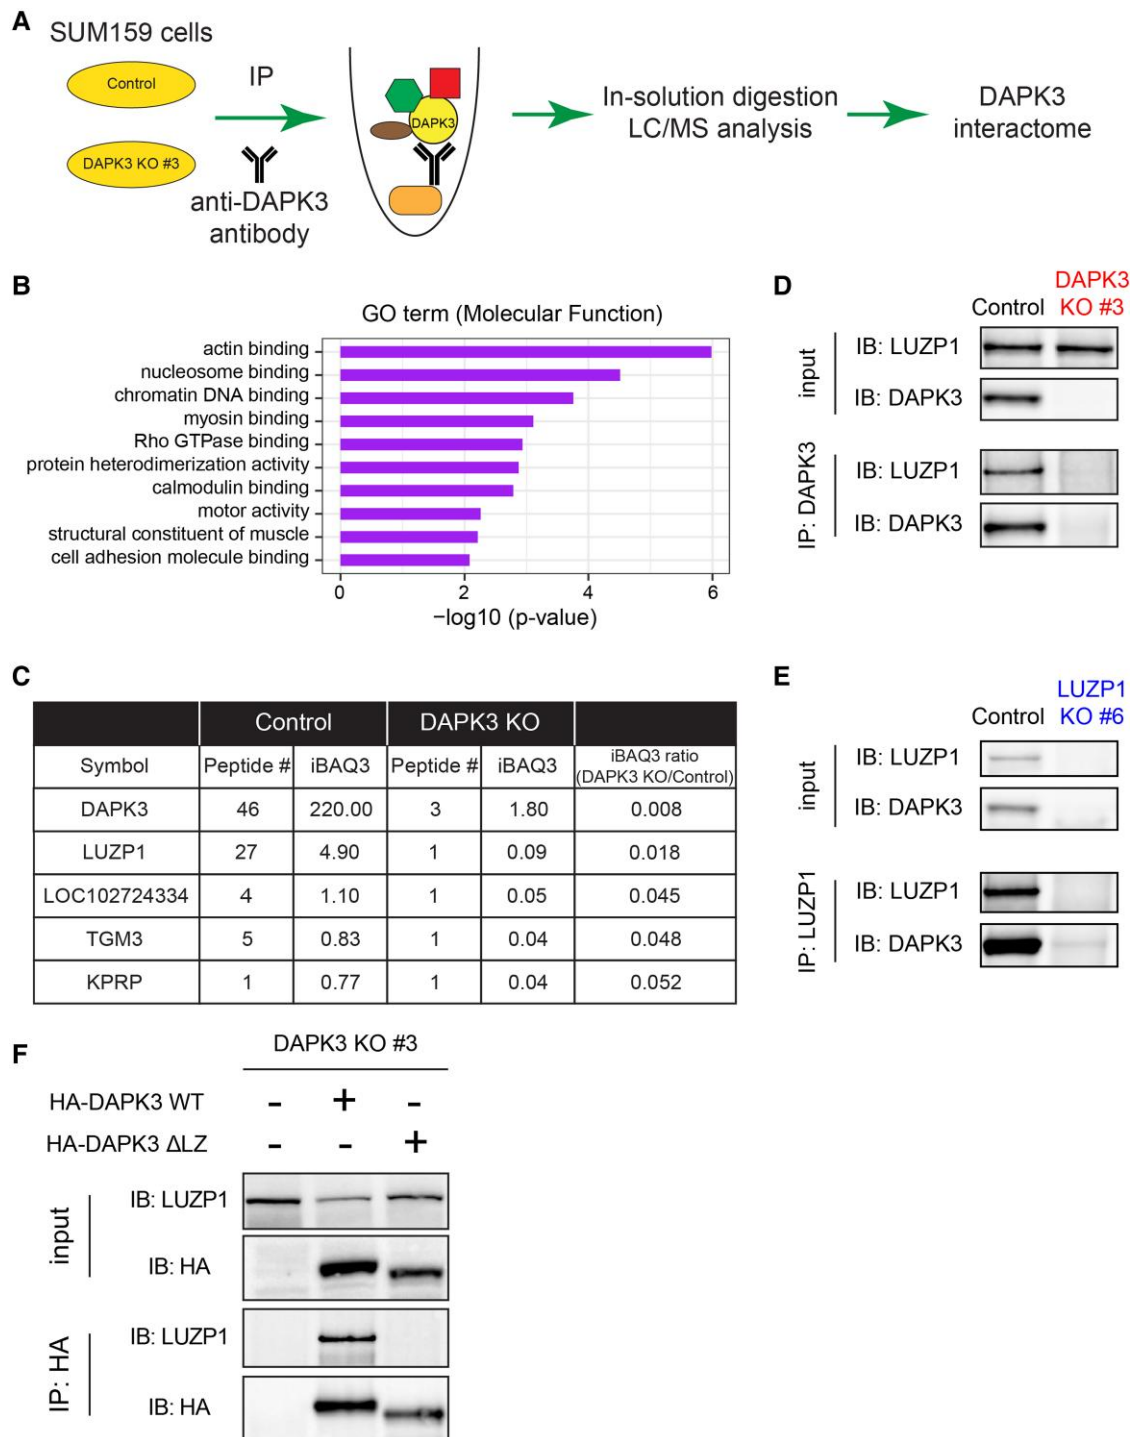 A
SUM159 cells
Control
DAPK3 KO #3
IP
anti-DAPK3
antibody
DAPK3
In-solution digestion
LC/MS analysis
DAPK3
interactome
B
GO term (Molecular Function)
actin binding
nucleosome binding
chromatin DNA binding
myosin binding
Rho GTPase binding
protein heterodimerization activity
calmodulin binding
motor activity
structural constituent of muscle
cell adhesion molecule binding
0 2 4 6
−log10 (p-value)
C
Control DAPK3 KO
Symbol Peptide # iBAQ3 Peptide # iBAQ3 iBAQ3 ratio
(DAPK3 KO/Control)
DAPK3 46 220.00 3 1.80 0.008
LUZP1 27 4.90 1 0.09 0.018
LOC102724334 4 1.10 1 0.05 0.045
TGM3 5 0.83 1 0.04 0.048
KPRP 1 0.77 1 0.04 0.052
D
Control DAPK3
KO #3
input
IB: LUZP1
IB: DAPK3
IP: DAPK3
IB: LUZP1
IB: DAPK3
E
Control LUZP1
KO #6
input
IB: LUZP1
IB: DAPK3
IP: LUZP1
IB: LUZP1
IB: DAPK3
F
DAPK3 KO #3
HA-DAPK3 WT - + -
HA-DAPK3 ΔLZ - - +
input
IB: LUZP1
IB: HA
IP: HA
IB: LUZP1
IB: HA